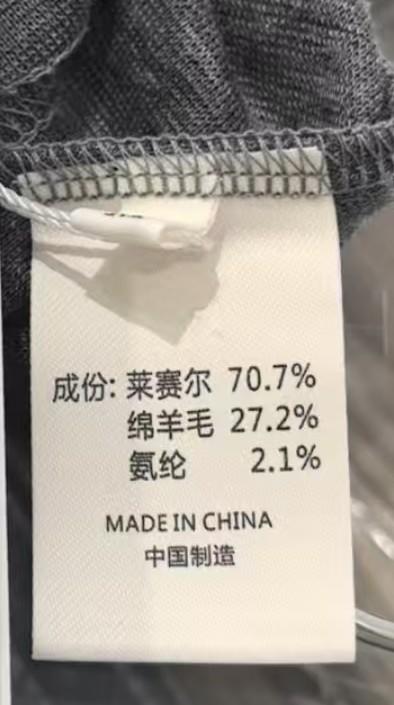 成份: 莱赛尔 70.7%
绵羊毛 27.2%
氨纶 2.1%
MADE IN CHINA
中国制造